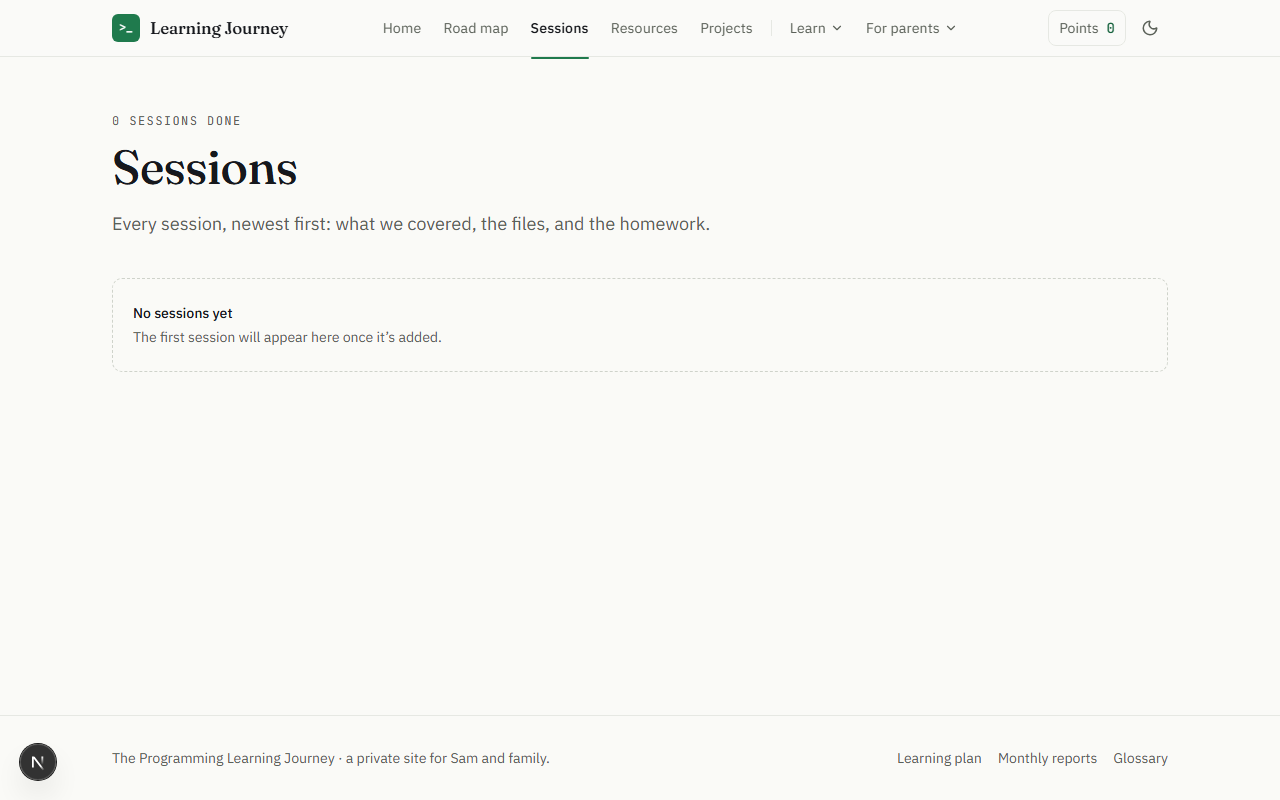 >_ Learning Journey Home Road map Sessions Resources Projects Learn For parents Points 0
0 SESSIONS DONE
Sessions
Every session, newest first: what we covered, the files, and the homework.
No sessions yet
The first session will appear here once it’s added.
N
The Programming Learning Journey · a private site for Sam and family. Learning plan Monthly reports Glossary